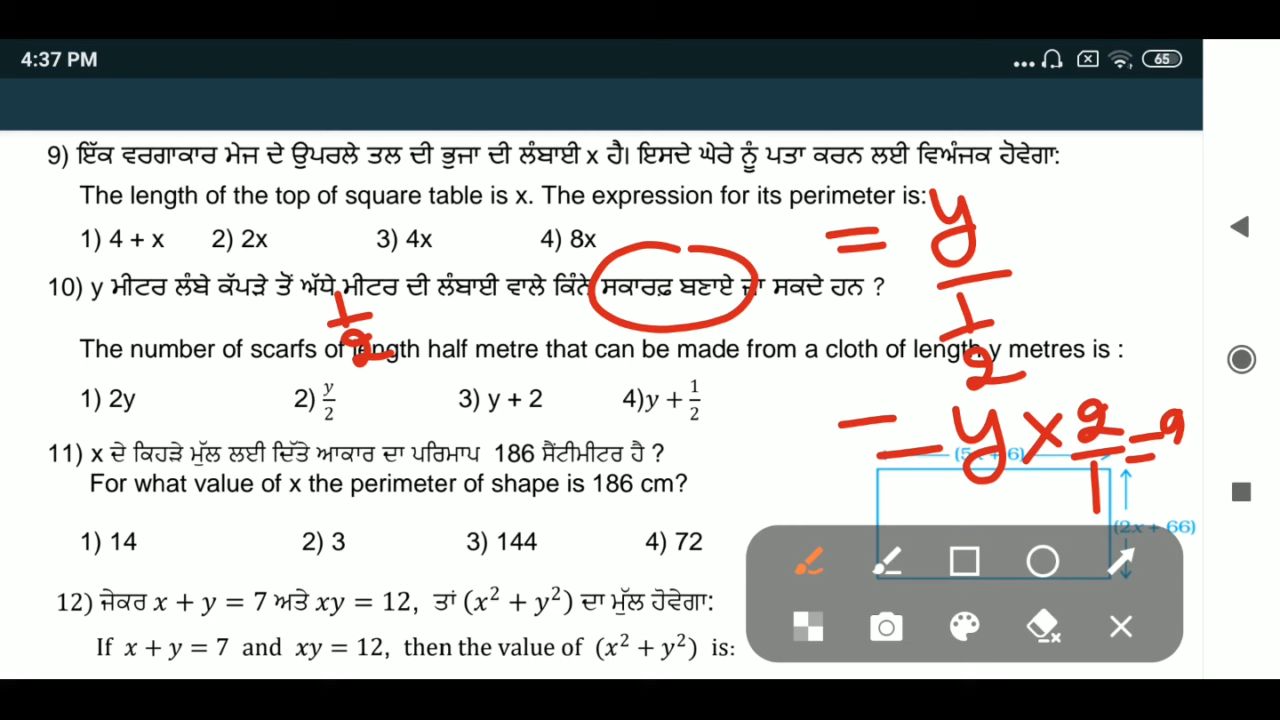 4:37 PM
65
9) ਇੱਕ ਵਰਗਾਕਾਰ ਮੇਜ ਦੇ ਉਪਰਲੇ ਤਲ ਦੀ ਭੁਜਾ ਦੀ ਲੰਬਾਈ x ਹੈ। ਇਸਦੇ ਘੇਰੇ ਨੂੰ ਪਤਾ ਕਰਨ ਲਈ ਵਿਅੰਜਕ ਹੋਵੇਗਾ:
The length of the top of square table is x. The expression for its perimeter is:
1) 4 + x 2) 2x 3) 4x 4) 8x
= y / 1/2
10) y ਮੀਟਰ ਲੰਬੇ ਕੱਪੜੇ ਤੋਂ ਅੱਧੇ ਮੀਟਰ ਦੀ ਲੰਬਾਈ ਵਾਲੇ ਕਿੰਨੇ ਸਕਾਰਫ਼ ਬਣਾਏ ਜਾ ਸਕਦੇ ਹਨ ?
1/2
The number of scarfs of length half metre that can be made from a cloth of length y metres is :
1) 2y 2) y/2 3) y + 2 4)y + 1/2
= y × 2/1 = 2
11) x ਦੇ ਕਿਹੜੇ ਮੁੱਲ ਲਈ ਦਿੱਤੇ ਆਕਾਰ ਦਾ ਪਰਿਮਾਪ 186 ਸੈਂਟੀਮੀਟਰ ਹੈ ?
(5x + 6)
For what value of x the perimeter of shape is 186 cm?
(2x + 66)
1) 14 2) 3 3) 144 4) 72
12) ਜੇਕਰ x + y = 7 ਅਤੇ xy = 12, ਤਾਂ (x² + y²) ਦਾ ਮੁੱਲ ਹੋਵੇਗਾ:
If x + y = 7 and xy = 12, then the value of (x² + y²) is: